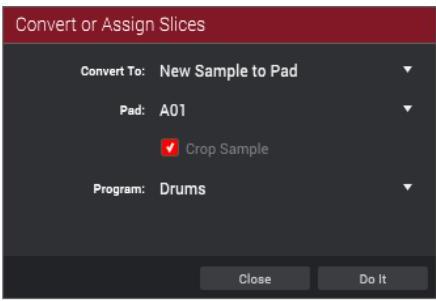 Convert or Assign Slices
Convert To: New Sample to Pad
Pad: A01
Crop Sample
Program: Drums
Close Do It